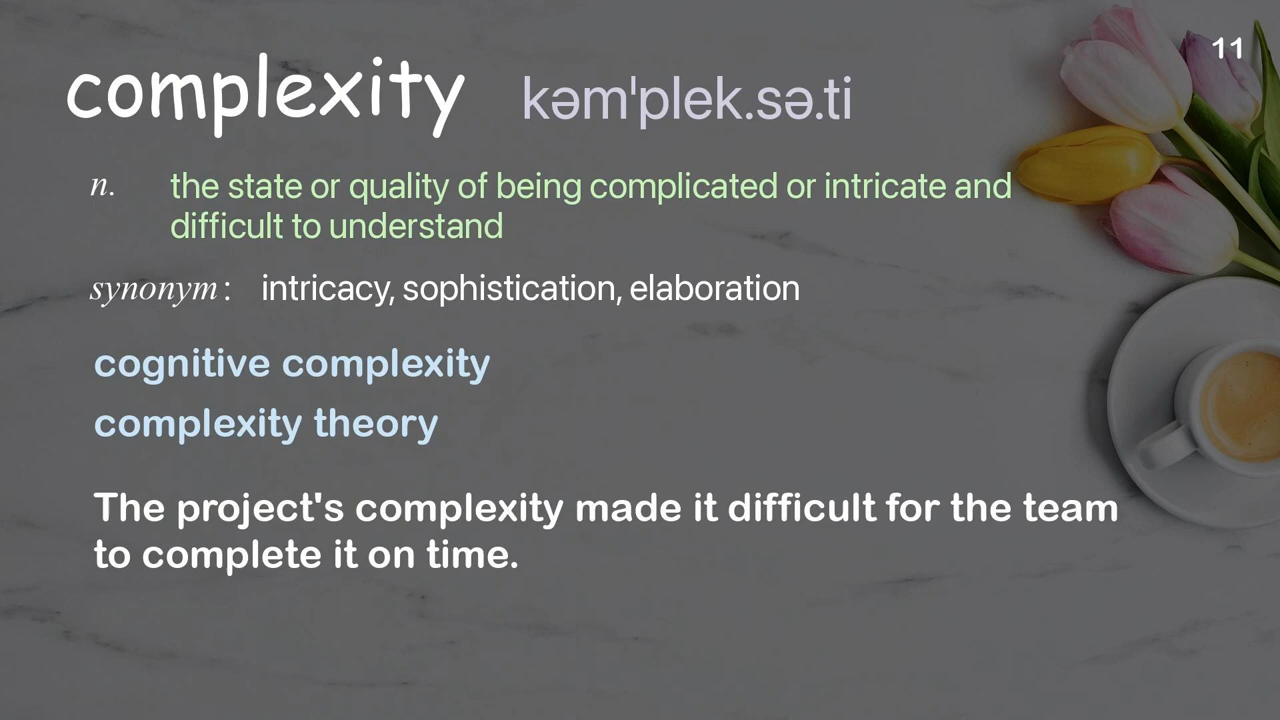 11
complexity kəm'plek.sə.ti
n. the state or quality of being complicated or intricate and
difficult to understand
synonym: intricacy, sophistication, elaboration
cognitive complexity
complexity theory
The project's complexity made it difficult for the team
to complete it on time.